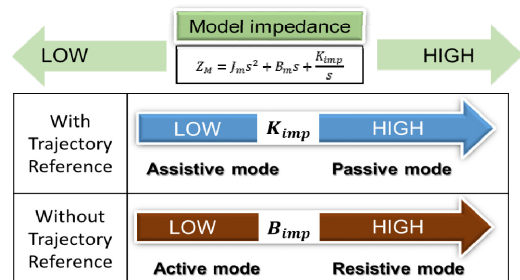 Model impedance
LOW
HIGH
Z_M = J_m s^2 + B_m s + K_imp / s
With
Trajectory
Reference
LOW K_imp HIGH
Assistive mode Passive mode
Without
Trajectory
Reference
LOW B_imp HIGH
Active mode Resistive mode